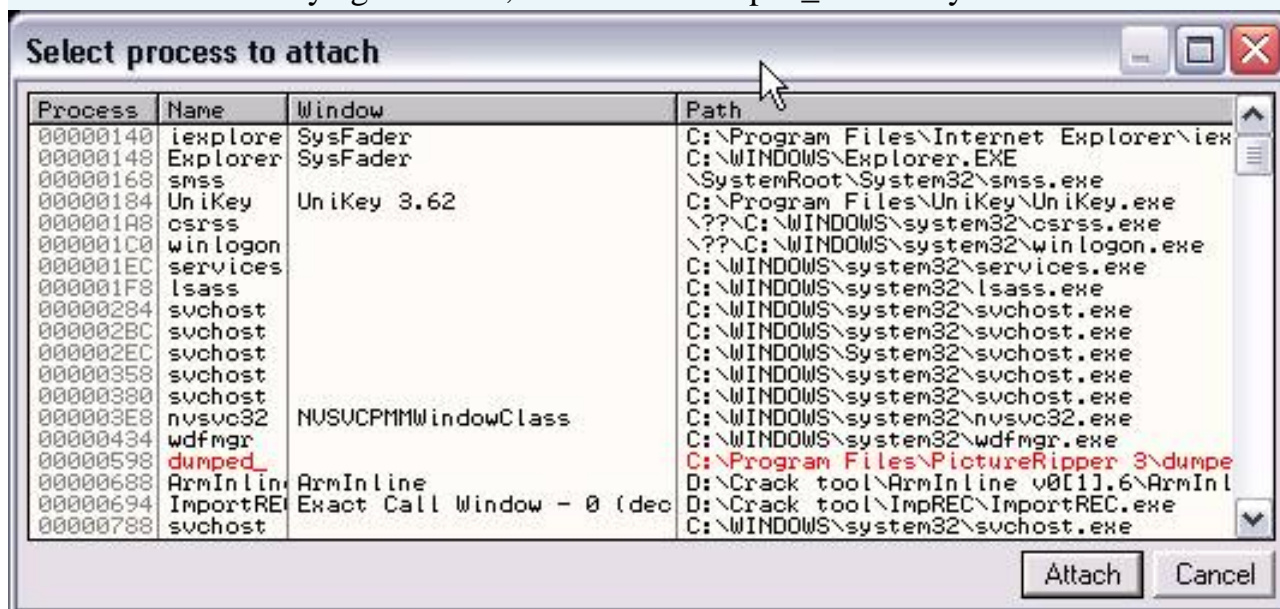 Select process to attach
Process Name Window Path
00000140 iexplore SysFader C:\Program Files\Internet Explorer\iex
00000148 Explorer SysFader C:\WINDOWS\Explorer.EXE
00000168 smss \SystemRoot\System32\smss.exe
00000184 UniKey UniKey 3.62 C:\Program Files\UniKey\UniKey.exe
000001A8 csrss \??\C:\WINDOWS\system32\csrss.exe
000001C0 winlogon \??\C:\WINDOWS\system32\winlogon.exe
000001EC services C:\WINDOWS\system32\services.exe
000001F8 lsass C:\WINDOWS\system32\lsass.exe
00000284 svchost C:\WINDOWS\system32\svchost.exe
000002BC svchost C:\WINDOWS\system32\svchost.exe
000002EC svchost C:\WINDOWS\System32\svchost.exe
00000358 svchost C:\WINDOWS\system32\svchost.exe
00000380 svchost C:\WINDOWS\system32\svchost.exe
000003E8 nvsvc32 NVSVCPMMWindowClass C:\WINDOWS\system32\nvsvc32.exe
00000434 wdfmgr C:\WINDOWS\system32\wdfmgr.exe
00000598 dumped_ C:\Program Files\PictureRipper 3\dumpe
00000688 ArmInlin ArmInline D:\Crack tool\ArmInline v0[1].6\ArmInl
00000694 ImportRE Exact Call Window - 0 (dec D:\Crack tool\ImpREC\ImportREC.exe
00000788 svchost C:\WINDOWS\system32\svchost.exe
Attach Cancel